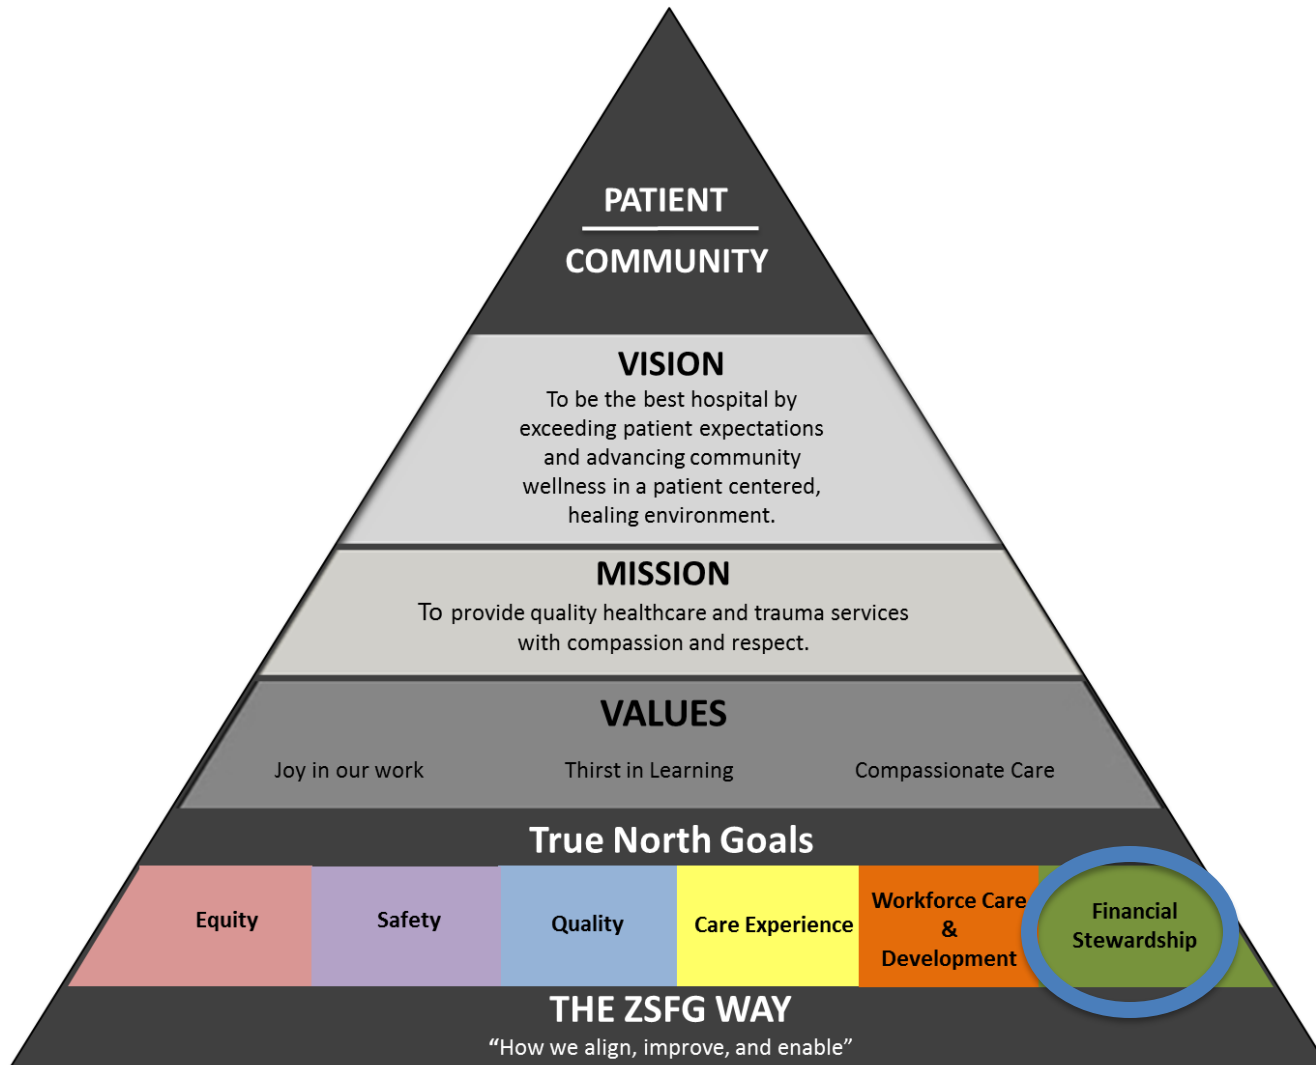 PATIENT
COMMUNITY
VISION
To be the best hospital by
exceeding patient expectations
and advancing community
wellness in a patient centered,
healing environment.
MISSION
To provide quality healthcare and trauma services
with compassion and respect.
VALUES
Joy in our work
Thirst in Learning
Compassionate Care
True North Goals
Equity
Safety
Quality
Care Experience
Workforce Care
&
Development
Financial
Stewardship
THE ZSFG WAY
“How we align, improve, and enable”